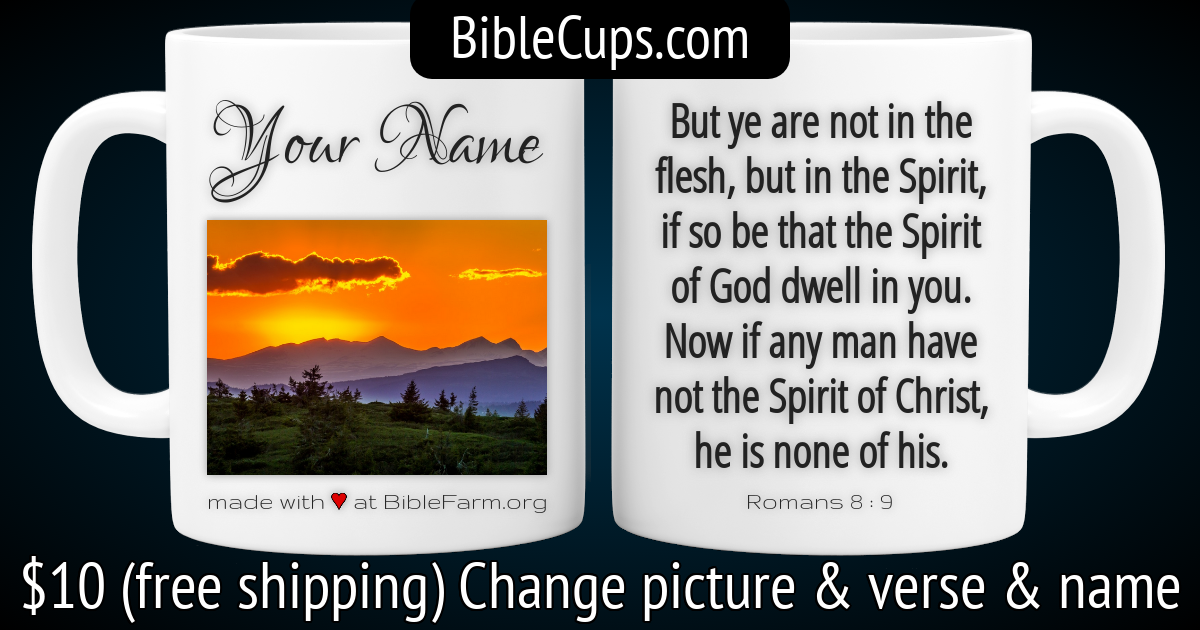 BibleCups.com
Your Name
made with ♥ at BibleFarm.org
But ye are not in the
flesh, but in the Spirit,
if so be that the Spirit
of God dwell in you.
Now if any man have
not the Spirit of Christ,
he is none of his.
Romans 8 : 9
$10 (free shipping) Change picture & verse & name